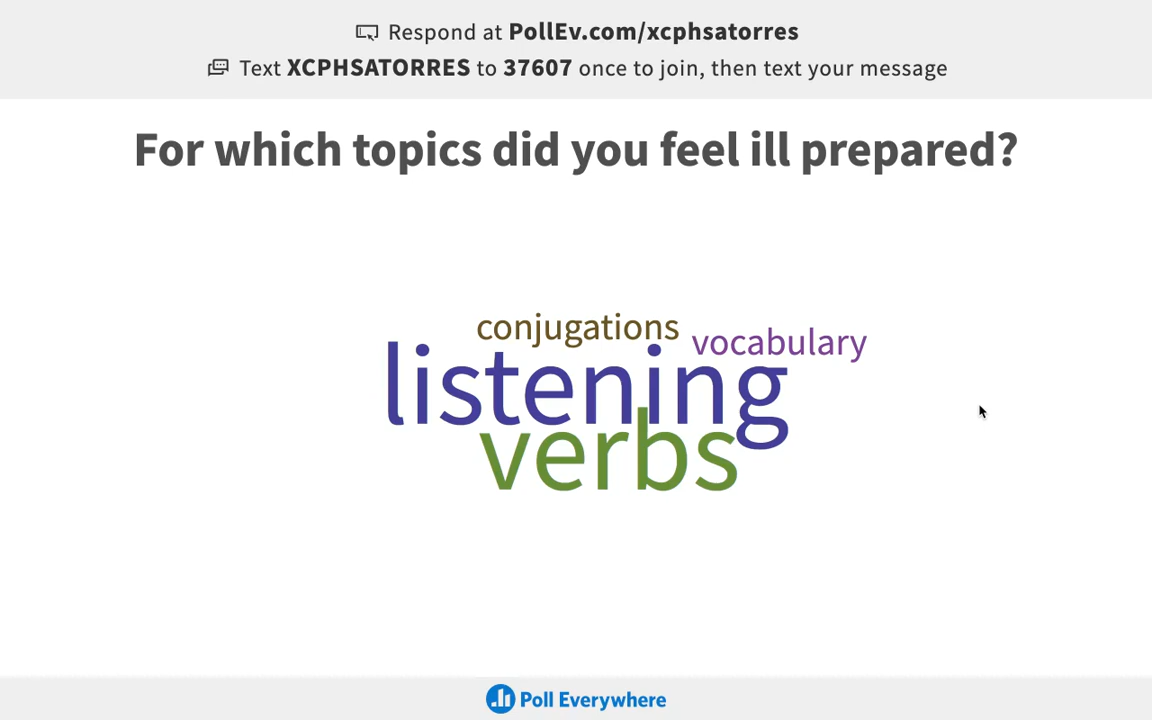 Respond at PollEv.com/xcphsatorres
Text XCPHSATORRES to 37607 once to join, then text your message
For which topics did you feel ill prepared?
conjugations
vocabulary
listening
verbs
Poll Everywhere